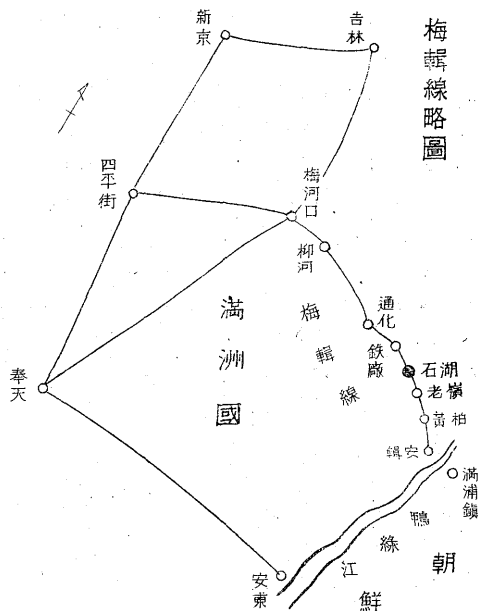 梅輯線略圖
吉林
新京
四平街
梅河口
柳河
通化
鉄廠
石湖
老嶺
黄柏
輯安
滿浦鎭
梅輯線
滿洲國
奉天
安東
鴨綠江
朝鮮